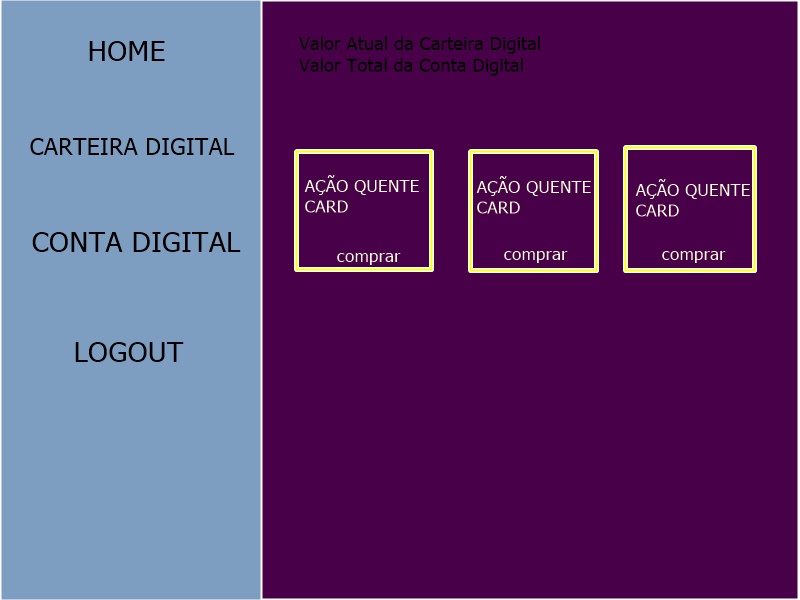 HOME
CARTEIRA DIGITAL
CONTA DIGITAL
LOGOUT
Valor Atual da Carteira Digital
Valor Total da Conta Digital
AÇÃO QUENTE
CARD
comprar
AÇÃO QUENTE
CARD
comprar
AÇÃO QUENTE
CARD
comprar